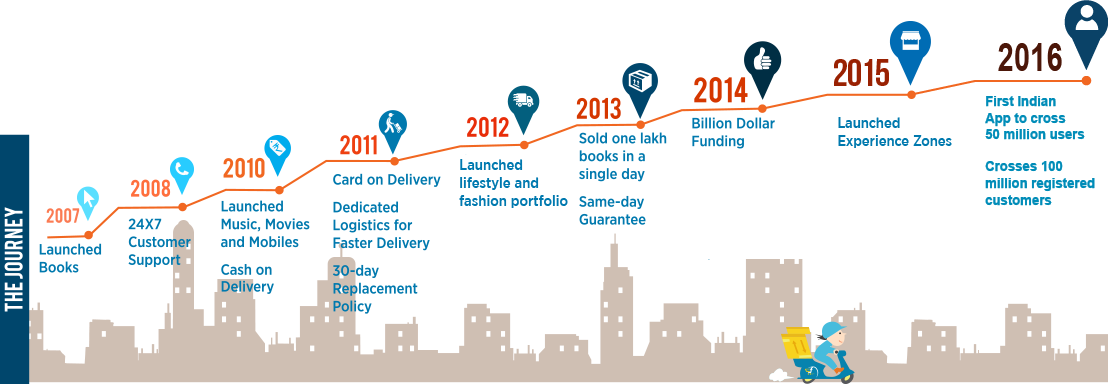 THE JOURNEY
2007
Launched
Books
2008
24X7
Customer
Support
2010
Launched
Music, Movies
and Mobiles
Cash on
Delivery
2011
Card on Delivery
Dedicated
Logistics for
Faster Delivery
30-day
Replacement
Policy
2012
Launched
lifestyle and
fashion portfolio
2013
Sold one lakh
books in a
single day
Same-day
Guarantee
2014
Billion Dollar
Funding
2015
Launched
Experience Zones
2016
First Indian
App to cross
50 million users
Crosses 100
million registered
customers